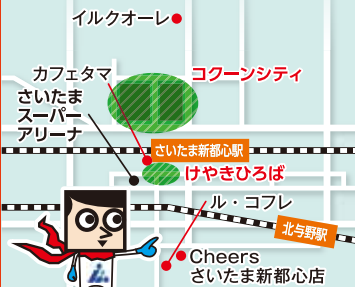 イルクオーレ
カフェタマ
コクーンシティ
さいたま
スーパー
アリーナ
さいたま新都心駅
けやきひろば
ル・コフレ
北与野駅
Cheers
さいたま新都心店